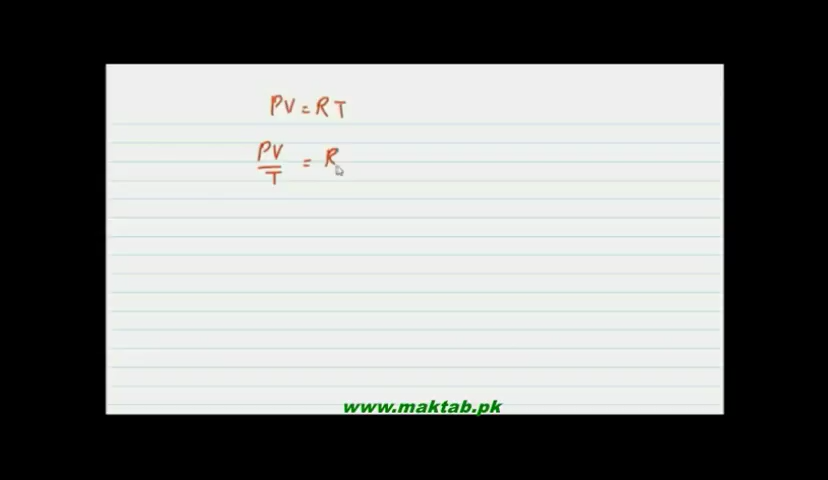 PV = RT
PV/T = R
www.maktab.pk